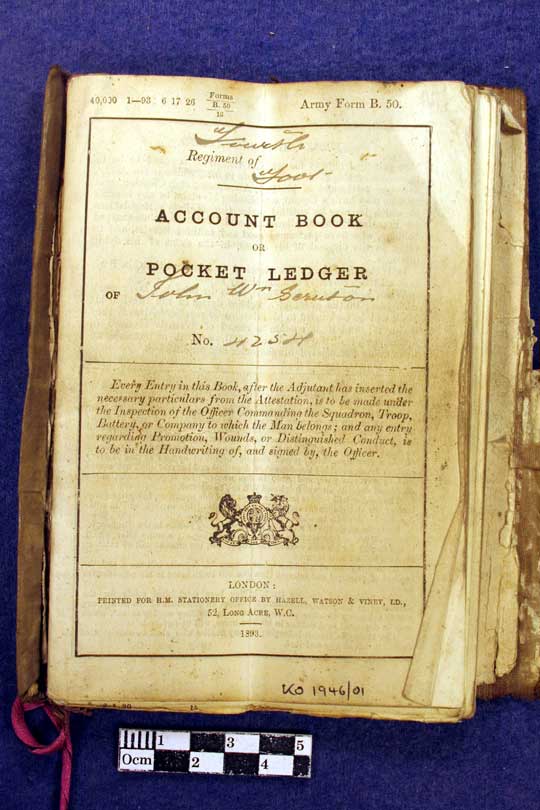 40,000 1—93 6 17 26 Forms B. 50 / 16 Army Form B. 50.
Fourth
Regiment of
Foot
ACCOUNT BOOK
OR
POCKET LEDGER
OF John Wm Scruton
No. 4254
Every Entry in this Book, after the Adjutant has inserted the
necessary particulars from the Attestation, is to be made under
the Inspection of the Officer Commanding the Squadron, Troop,
Battery, or Company to which the Man belongs; and any entry
regarding Promotion, Wounds, or Distinguished Conduct, is
to be in the Handwriting of, and signed by, the Officer.
LONDON:
PRINTED FOR H.M. STATIONERY OFFICE BY HAZELL, WATSON & VINEY, LD.,
52, LONG ACRE, W.C.
1893.
KO 1946/01
1 3 5
0cm 2 4